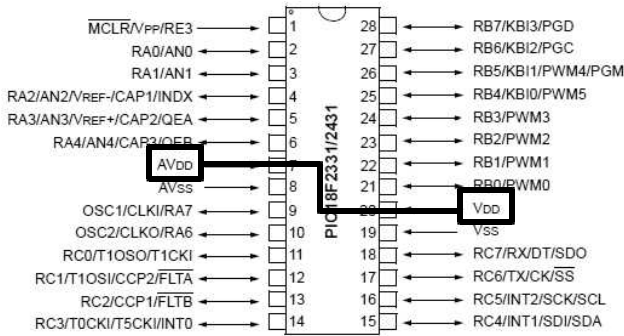 MCLR/VPP/RE3 1 28 RB7/KBI3/PGD
RA0/AN0 2 27 RB6/KBI2/PGC
RA1/AN1 3 26 RB5/KBI1/PWM4/PGM
RA2/AN2/VREF-/CAP1/INDX 4 25 RB4/KBI0/PWM5
RA3/AN3/VREF+/CAP2/QEA 5 24 RB3/PWM3
RA4/AN4/CAP3/QEB 6 23 RB2/PWM2
AVDD 22 RB1/PWM1
AVSS 8 21 RB0/PWM0
OSC1/CLKI/RA7 9 VDD
OSC2/CLKO/RA6 10 19 VSS
RC0/T1OSO/T1CKI 11 18 RC7/RX/DT/SDO
RC1/T1OSI/CCP2/FLTA 12 17 RC6/TX/CK/SS
RC2/CCP1/FLTB 13 16 RC5/INT2/SCK/SCL
RC3/T0CKI/T5CKI/INT0 14 15 RC4/INT1/SDI/SDA
PIC18F2331/2431